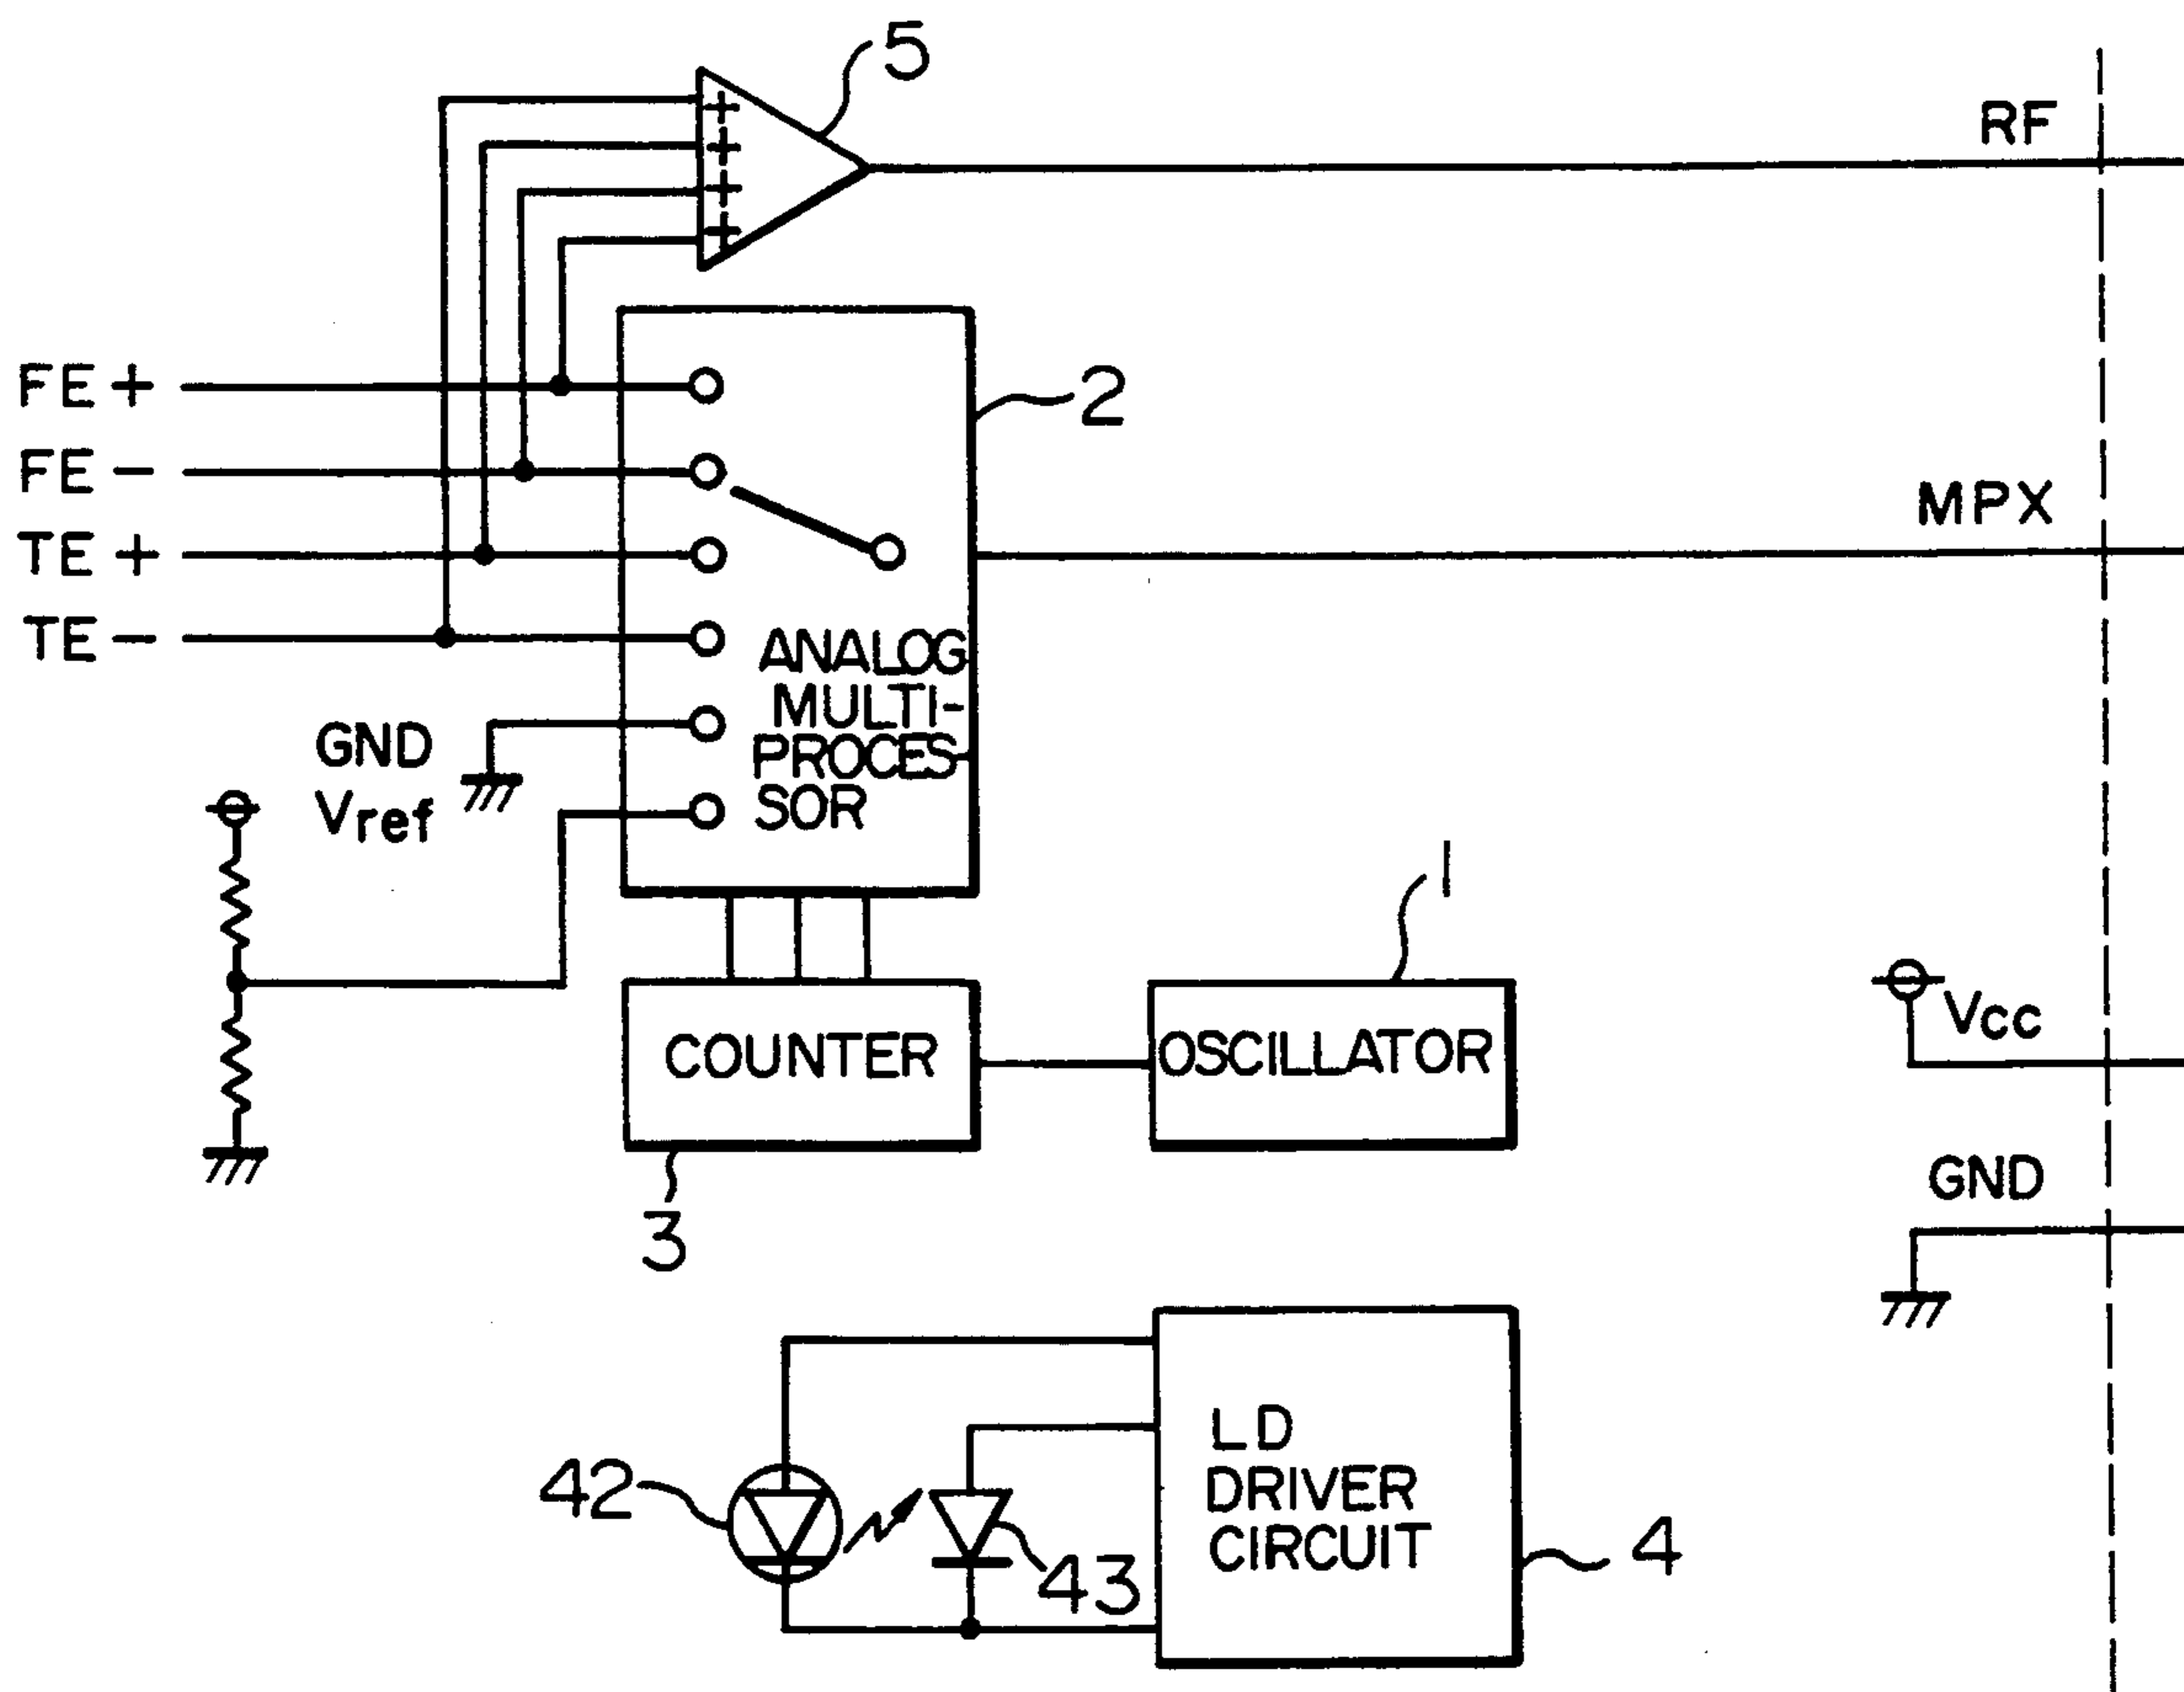 5
RF
FE +
2
FE -
MPX
TE +
TE -
ANALOG
MULTI-
PROCES-
SOR
GND
Vref
1
COUNTER
OSCILLATOR
Vcc
3
GND
42
43
LD
DRIVER
CIRCUIT
4
+
+
+
+